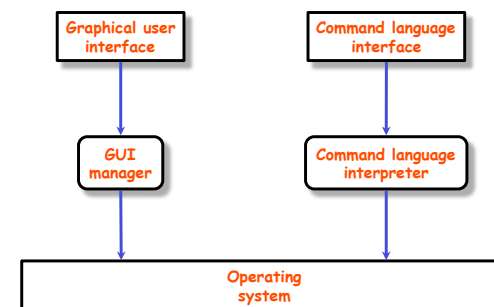 Graphical user
interface
Command language
interface
GUI
manager
Command language
interpreter
Operating
system